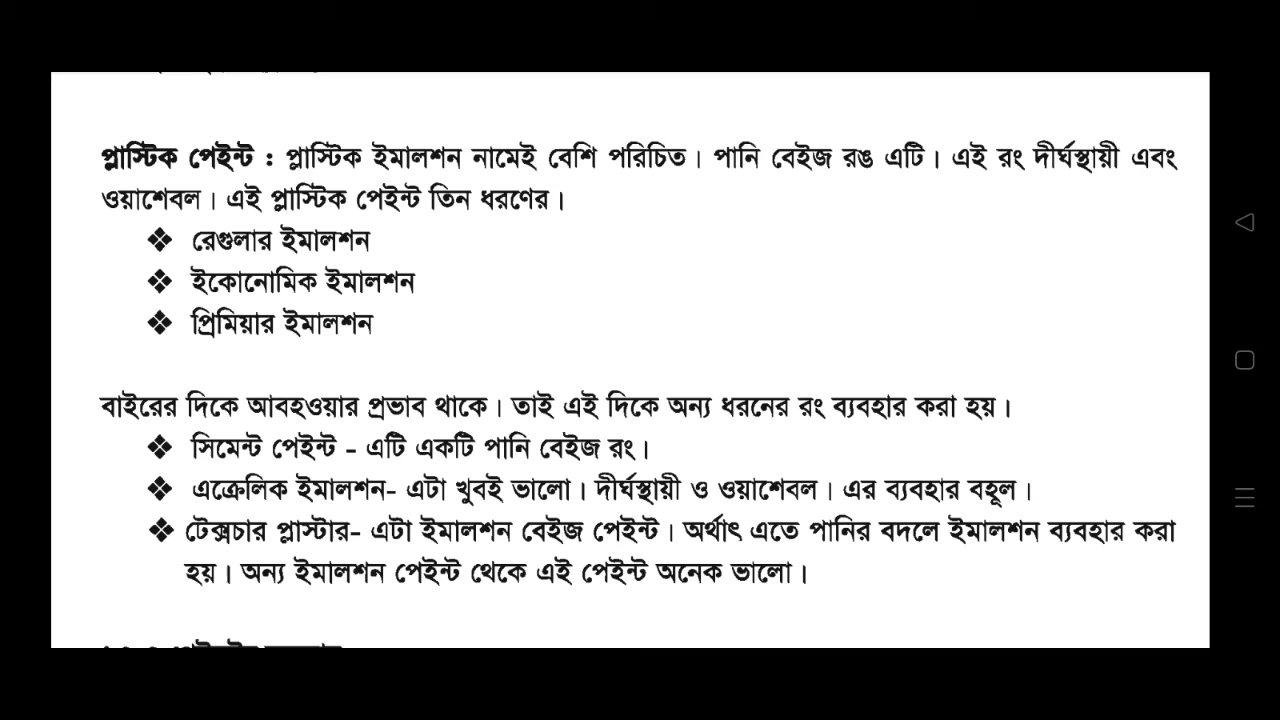 প্লাস্টিক পেইন্ট : প্লাস্টিক ইমালশন নামেই বেশি পরিচিত। পানি বেইজ রঙ এটি। এই রং দীর্ঘস্থায়ী এবং
ওয়াশেবল। এই প্লাস্টিক পেইন্ট তিন ধরণের।
❖ রেগুলার ইমালশন
❖ ইকোনোমিক ইমালশন
❖ প্রিমিয়ার ইমালশন
বাইরের দিকে আবহওয়ার প্রভাব থাকে। তাই এই দিকে অন্য ধরনের রং ব্যবহার করা হয়।
❖ সিমেন্ট পেইন্ট - এটি একটি পানি বেইজ রং।
❖ এক্রেলিক ইমালশন- এটা খুবই ভালো। দীর্ঘস্থায়ী ও ওয়াশেবল। এর ব্যবহার বহূল।
❖ টেক্সচার প্লাস্টার- এটা ইমালশন বেইজ পেইন্ট। অর্থাৎ এতে পানির বদলে ইমালশন ব্যবহার করা
হয়। অন্য ইমালশন পেইন্ট থেকে এই পেইন্ট অনেক ভালো।